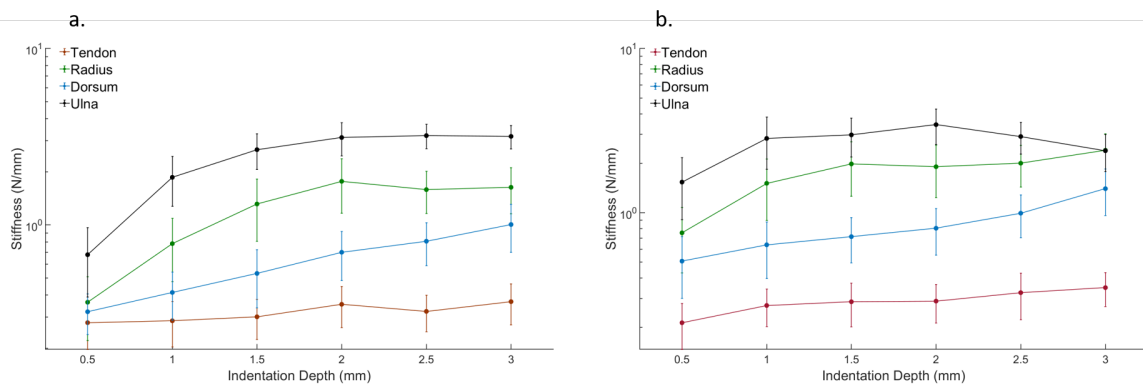 a.
10¹
Tendon
Radius
Dorsum
Ulna
Stiffness (N/mm)
10⁰
0.5 1 1.5 2 2.5 3
Indentation Depth (mm)
b.
10¹
Tendon
Radius
Dorsum
Ulna
Stiffness (N/mm)
10⁰
0.5 1 1.5 2 2.5 3
Indentation Depth (mm)